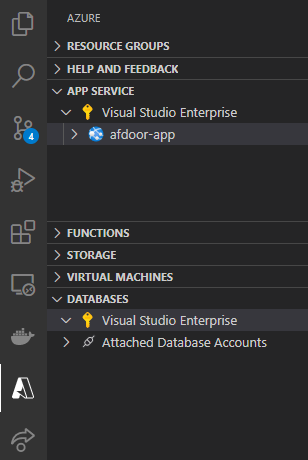 AZURE
RESOURCE GROUPS
HELP AND FEEDBACK
APP SERVICE
Visual Studio Enterprise
afdoor-app
4
FUNCTIONS
STORAGE
VIRTUAL MACHINES
DATABASES
Visual Studio Enterprise
Attached Database Accounts